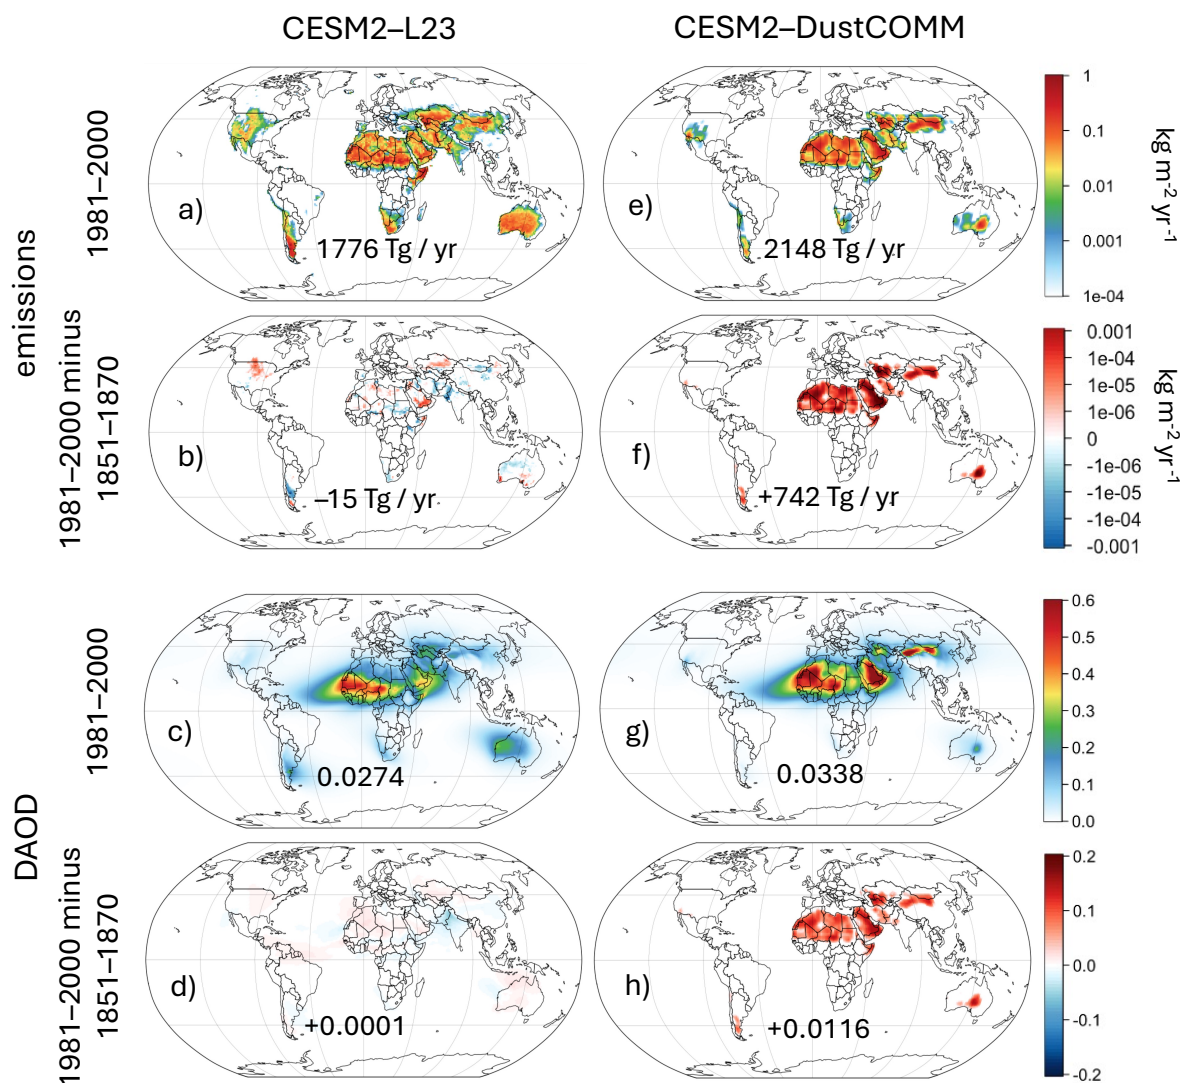 CESM2–L23
CESM2–DustCOMM
emissions
1981–2000
a)
1776 Tg / yr
e)
2148 Tg / yr
1
0.1
0.01
0.001
1e-04
kg m⁻² yr⁻¹
1981–2000 minus
1851–1870
b)
–15 Tg / yr
f)
+742 Tg / yr
0.001
1e-04
1e-05
1e-06
0
-1e-06
-1e-05
-1e-04
-0.001
kg m⁻² yr⁻¹
DAOD
1981–2000
c)
0.0274
g)
0.0338
0.6
0.5
0.4
0.3
0.2
0.1
0.0
1981–2000 minus
1851–1870
d)
+0.0001
h)
+0.0116
0.2
0.1
0.0
-0.1
-0.2